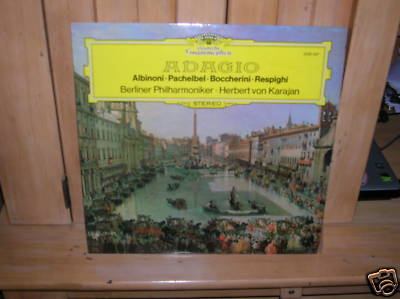 ADAGIO
Albinoni · Pachelbel · Boccherini · Respighi
Berliner Philharmoniker · Herbert von Karajan
STEREO